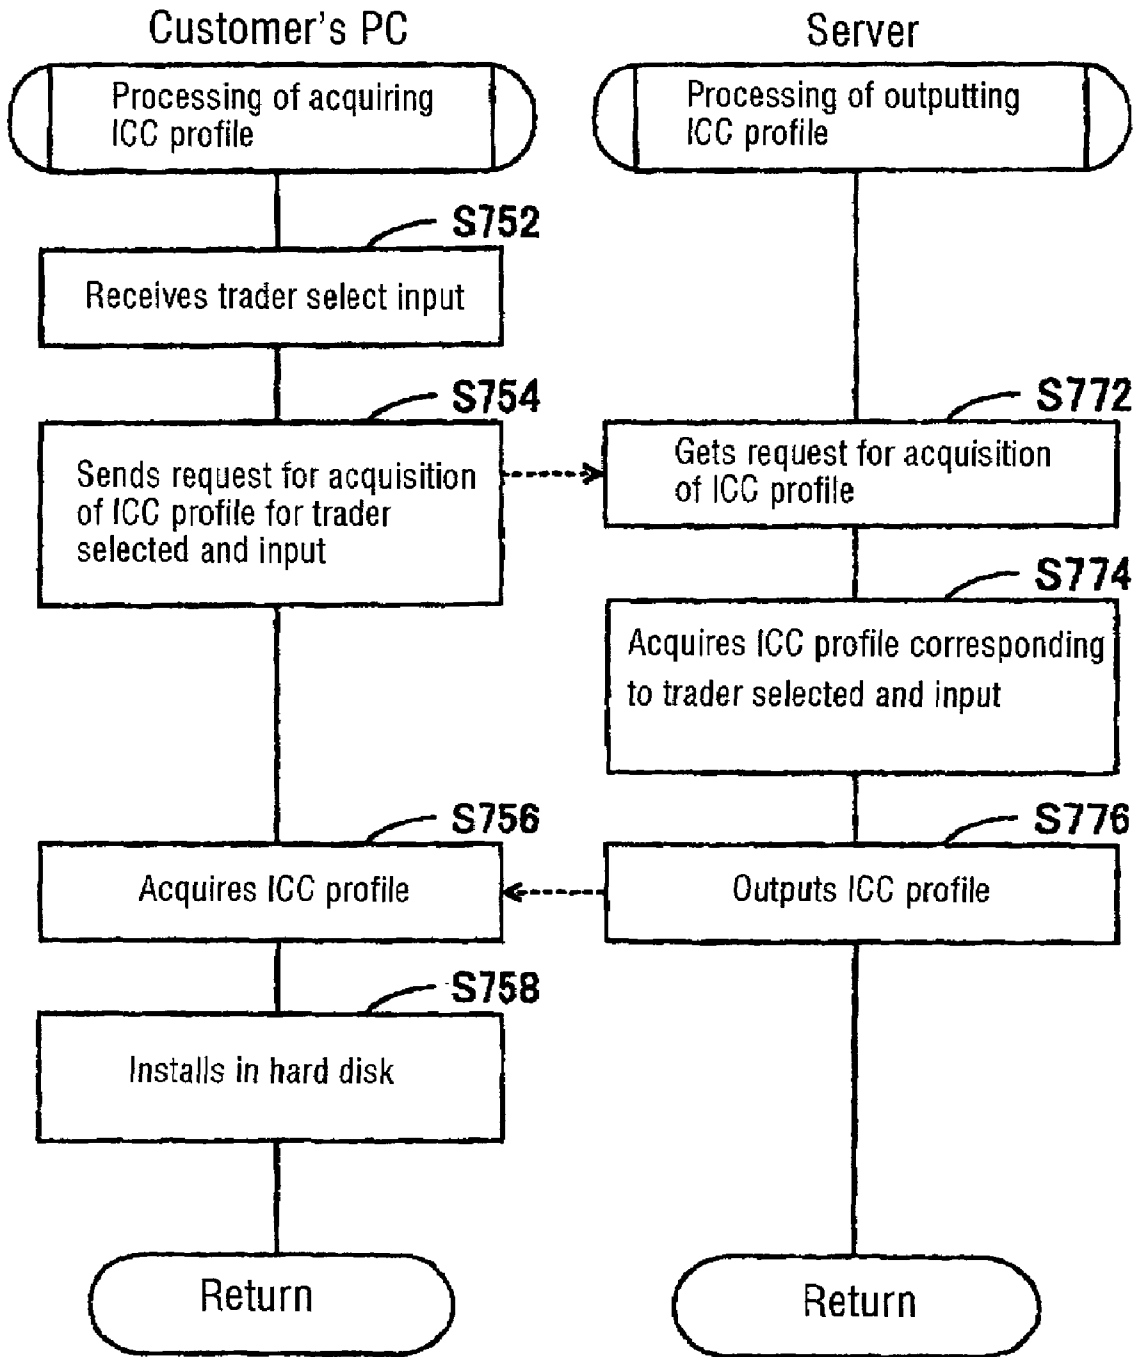 Customer's PC
Processing of acquiring
ICC profile
S752
Receives trader select input
S754
Sends request for acquisition
of ICC profile for trader
selected and input
S756
Acquires ICC profile
S758
Installs in hard disk
Return
Server
Processing of outputting
ICC profile
S772
Gets request for acquisition
of ICC profile
S774
Acquires ICC profile corresponding
to trader selected and input
S776
Outputs ICC profile
Return